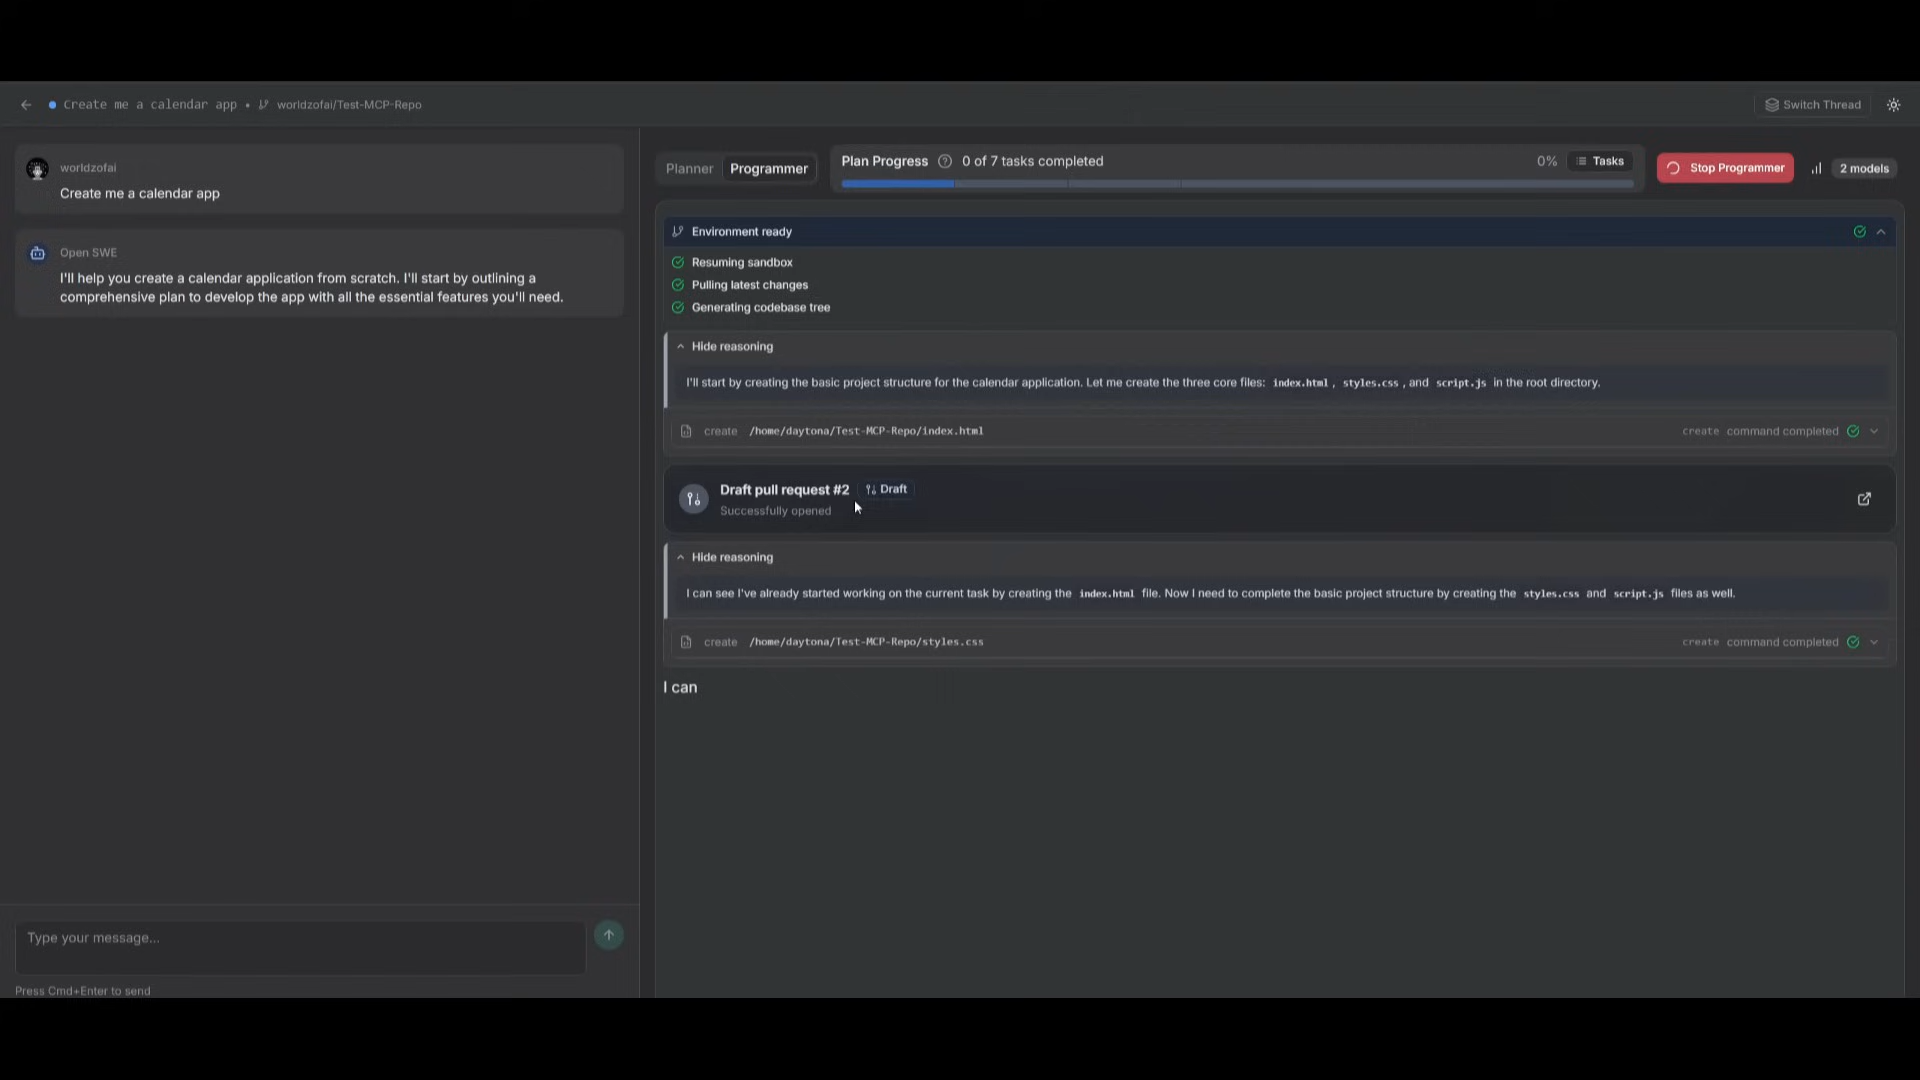 Create me a calendar app • worldzofai/Test-MCP-Repo
Switch Thread
worldzofai
Create me a calendar app
Open SWE
I'll help you create a calendar application from scratch. I'll start by outlining a
comprehensive plan to develop the app with all the essential features you'll need.
Type your message...
Press Cmd+Enter to send
Planner Programmer
Plan Progress 0 of 7 tasks completed 0% Tasks
Stop Programmer
2 models
Environment ready
Resuming sandbox
Pulling latest changes
Generating codebase tree
Hide reasoning
I'll start by creating the basic project structure for the calendar application. Let me create the three core files: index.html, styles.css, and script.js in the root directory.
create /home/daytona/Test-MCP-Repo/index.html create command completed
Draft pull request #2 Draft
Successfully opened
Hide reasoning
I can see I've already started working on the current task by creating the index.html file. Now I need to complete the basic project structure by creating the styles.css and script.js files as well.
create /home/daytona/Test-MCP-Repo/styles.css create command completed
I can